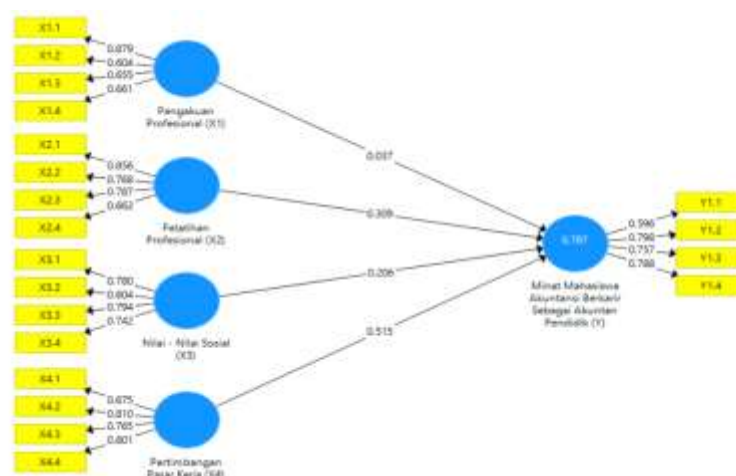 X1.1
X1.2
X1.3
X1.4
0.879
0.604
0.655
0.661
Pengakuan
Profesional (X1)
X2.1
X2.2
X2.3
X2.4
0.856
0.768
0.787
0.662
Pelatihan
Profesional (X2)
X3.1
X3.2
X3.3
X3.4
0.780
0.804
0.794
0.742
Nilai - Nilai Sosial
(X3)
X4.1
X4.2
X4.3
X4.4
0.675
0.810
0.765
0.801
Pertimbangan
Pasar Kerja (X4)
0.037
0.309
0.206
0.515
Minat Mahasiswa
Akuntansi Berkarir
Sebagai Akuntan
Pendidik (Y)
0.596
0.798
0.757
0.788
Y1.1
Y1.2
Y1.3
Y1.4